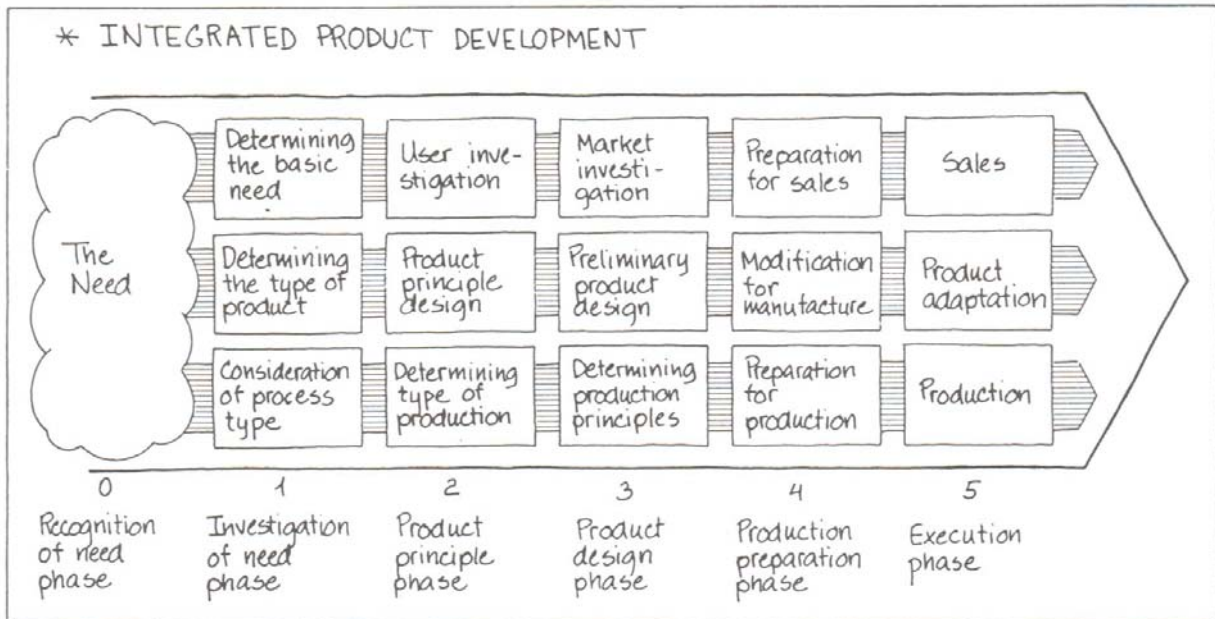 * INTEGRATED PRODUCT DEVELOPMENT
The
Need
Determining
the basic
need
User inve-
stigation
Market
investi-
gation
Preparation
for sales
Sales
Determining
the type of
product
Product
principle
design
Preliminary
product
design
Modification
for
manufacture
Product
adaptation
Consideration
of process
type
Determining
type of
production
Determining
production
principles
Preparation
for
production
Production
0
Recognition
of need
phase
1
Investigation
of need
phase
2
Product
principle
phase
3
Product
design
phase
4
Production
preparation
phase
5
Execution
phase